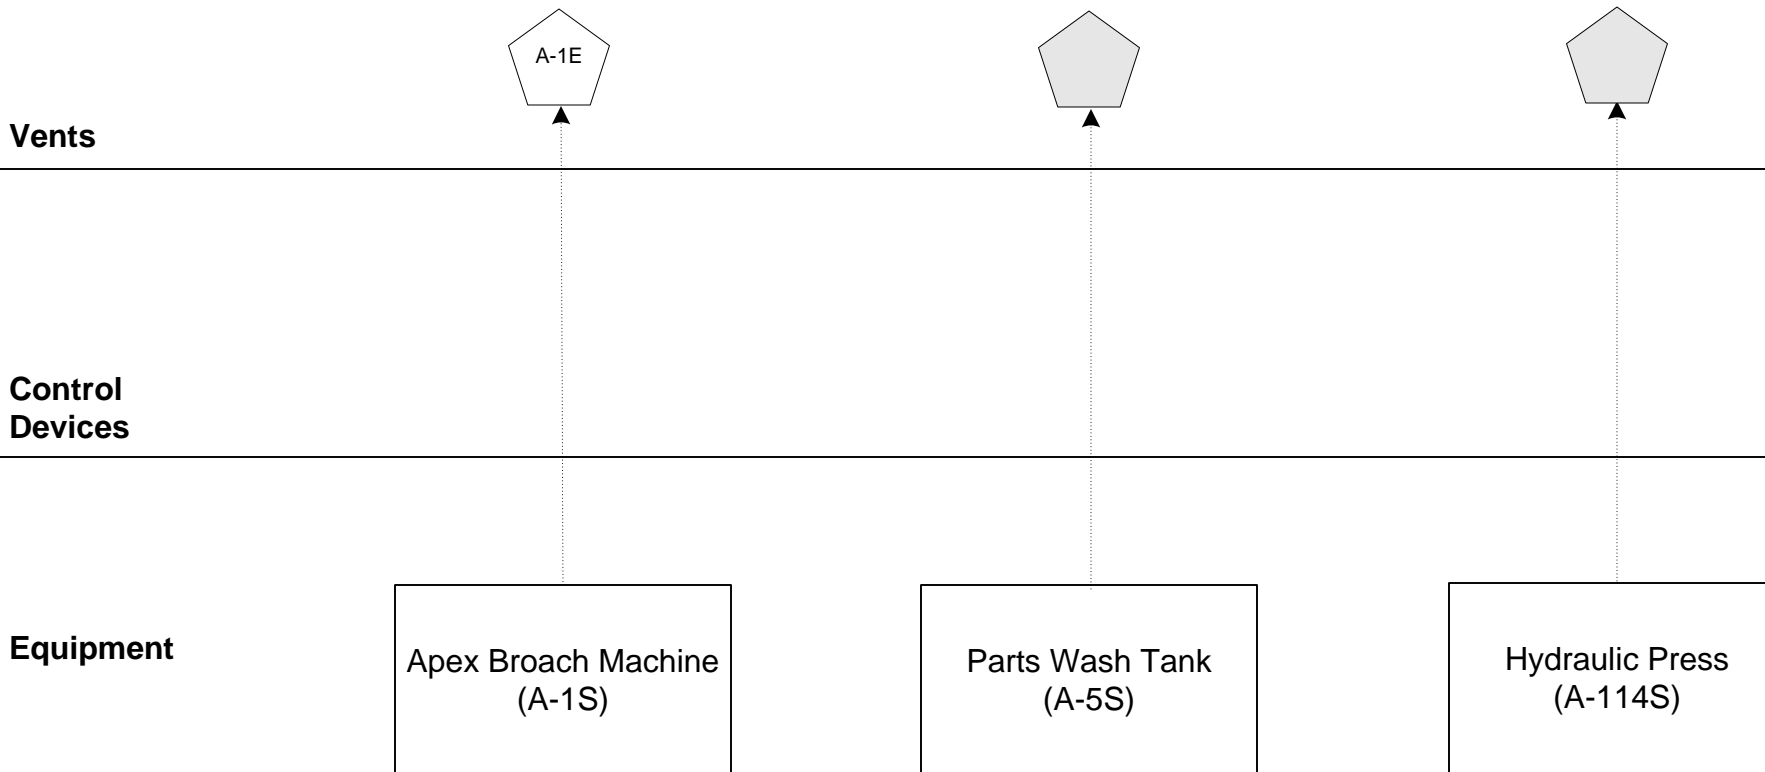 A-1E
Vents
Control
Devices
Equipment
Apex Broach Machine
(A-1S)
Parts Wash Tank
(A-5S)
Hydraulic Press
(A-114S)